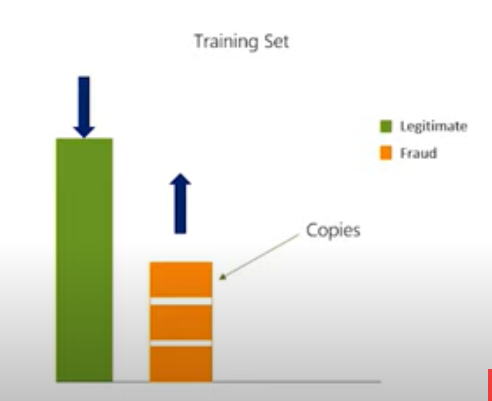 Training Set
Legitimate
Fraud
Copies